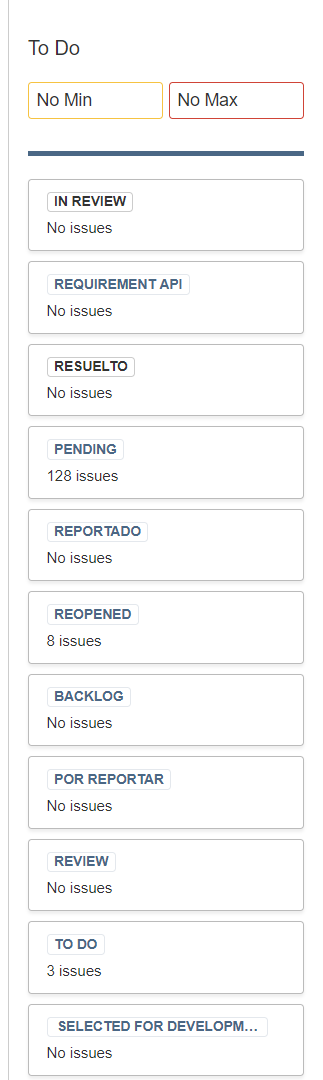 To Do
No Min No Max
IN REVIEW
No issues
REQUIREMENT API
No issues
RESUELTO
No issues
PENDING
128 issues
REPORTADO
No issues
REOPENED
8 issues
BACKLOG
No issues
POR REPORTAR
No issues
REVIEW
No issues
TO DO
3 issues
SELECTED FOR DEVELOPM...
No issues